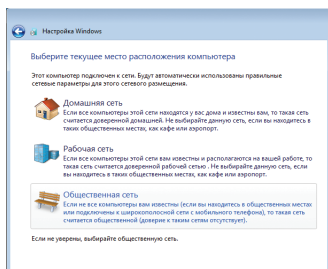 Настройка Windows
Выберите текущее место расположения компьютера
Этот компьютер подключен к сети. Будут автоматически использованы правильные
сетевые параметры для этого сетевого размещения.
Домашняя сеть
Если все компьютеры этой сети находятся у вас дома и известны вам, то такая сеть
считается доверенной домашней. Не выбирайте данную сеть, если вы находитесь в
таких общественных местах, как кафе или аэропорт.
Рабочая сеть
Если все компьютеры этой сети вам известны и располагаются на вашей работе, то
такая сеть считается доверенной рабочей сетью . Не выбирайте данную сеть, если
вы находитесь в таких общественных местах, как кафе или аэропорт.
Общественная сеть
Если не все компьютеры вам известны (если вы находитесь в общественных местах
или подключены к широкополосной сети с мобильного телефона), то такая сеть
считается общественной (доверие к таким сетям отсутствует).
Если не уверены, выбирайте общественную сеть.